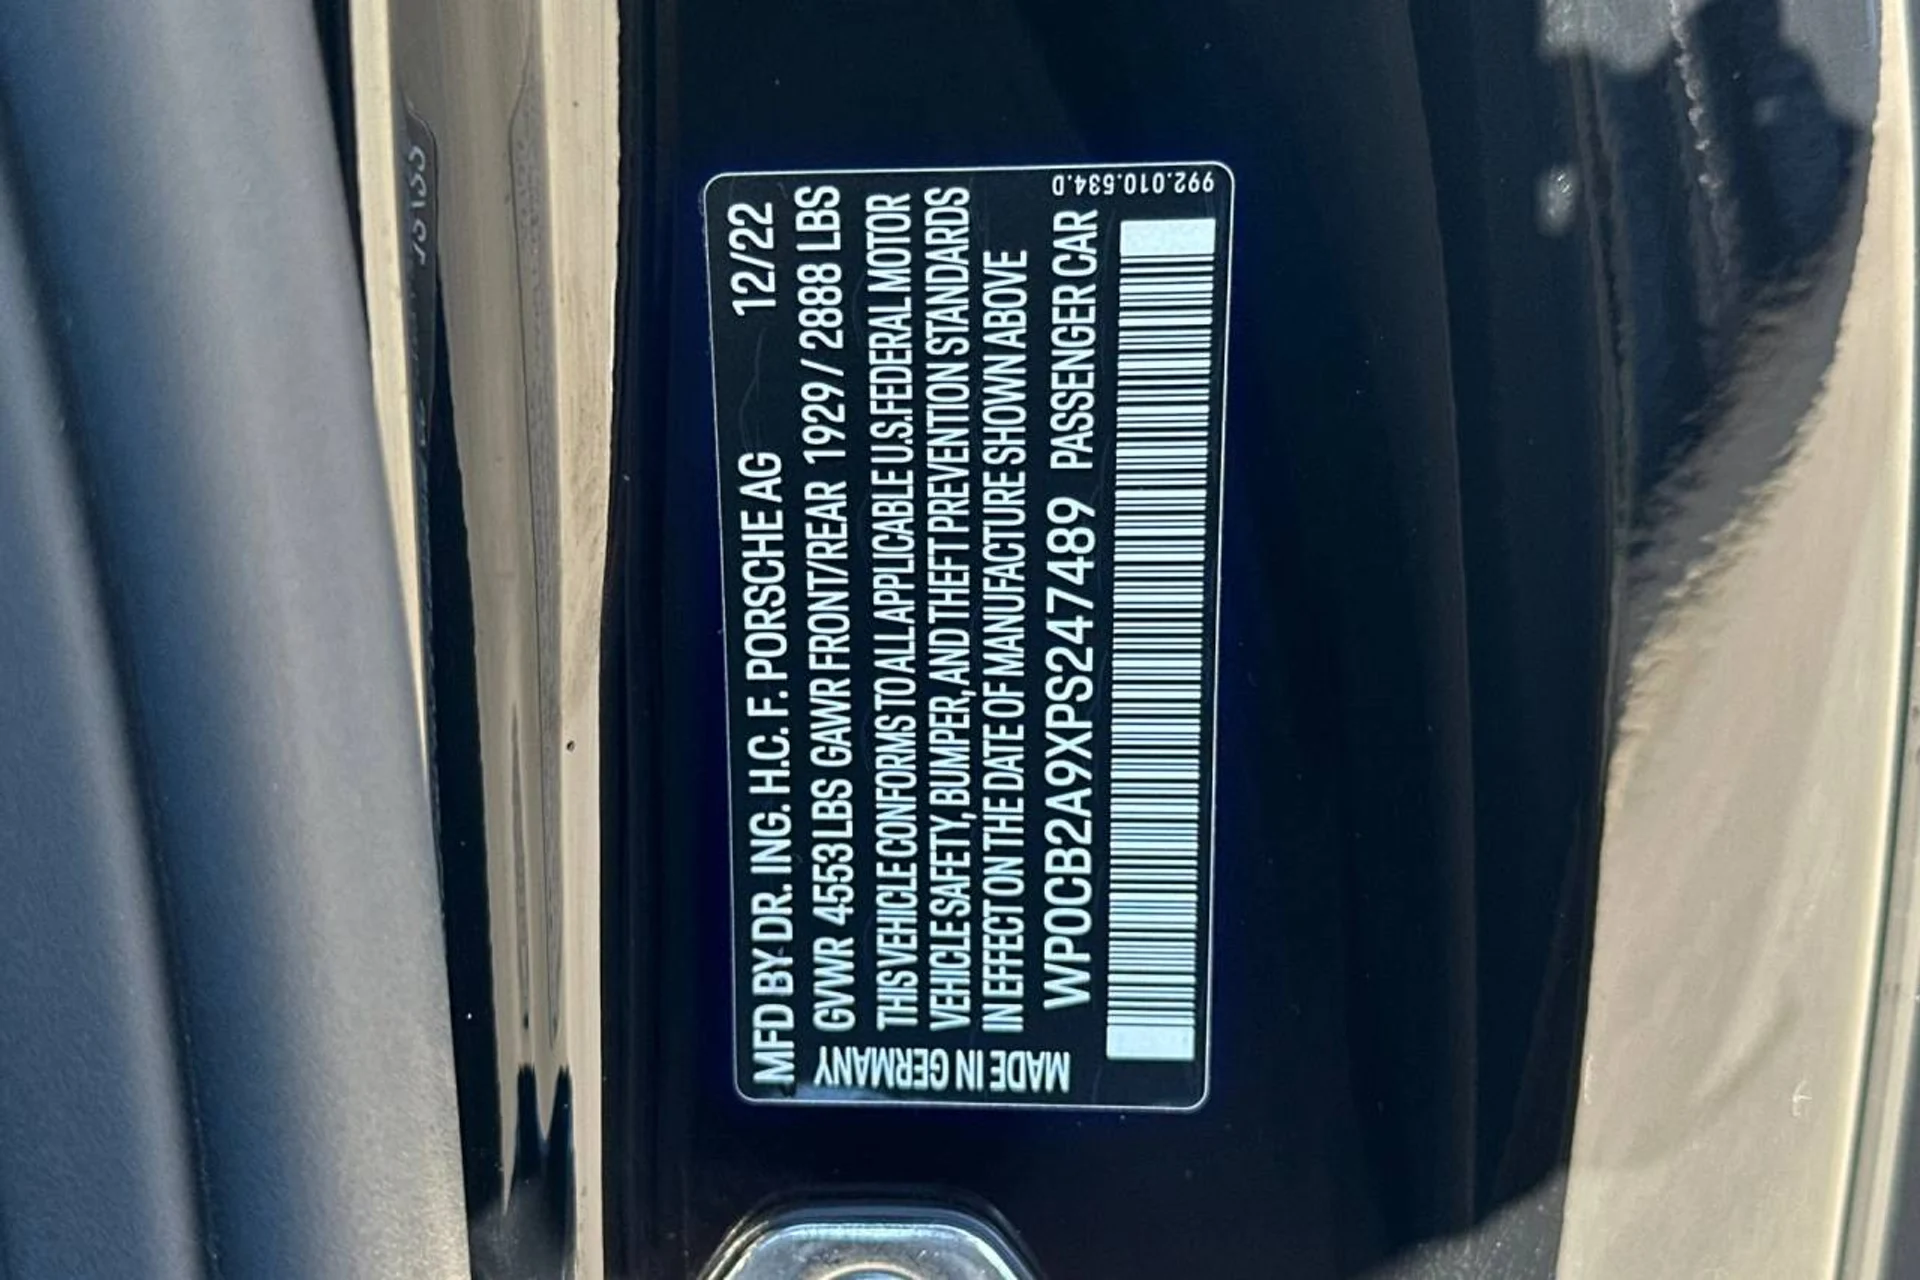 MFD BY DR. ING. H.C. F. PORSCHE AG 12/22
GVWR 4553 LBS GAWR FRONT/REAR 1929 / 2888 LBS
THIS VEHICLE CONFORMS TO ALL APPLICABLE U.S. FEDERAL MOTOR
VEHICLE SAFETY, BUMPER, AND THEFT PREVENTION STANDARDS
IN EFFECT ON THE DATE OF MANUFACTURE SHOWN ABOVE
WP0CB2A9XPS247489 PASSENGER CAR
MADE IN GERMANY
992.010.534.D